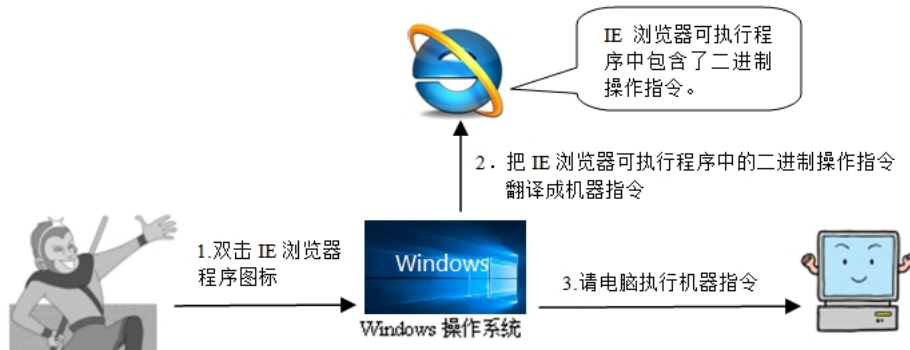 IE 浏览器可执行程
序中包含了二进制
操作指令。
2．把 IE 浏览器可执行程序中的二进制操作指令
翻译成机器指令
1.双击 IE 浏览器
程序图标
Windows
3.请电脑执行机器指令
Windows 操作系统